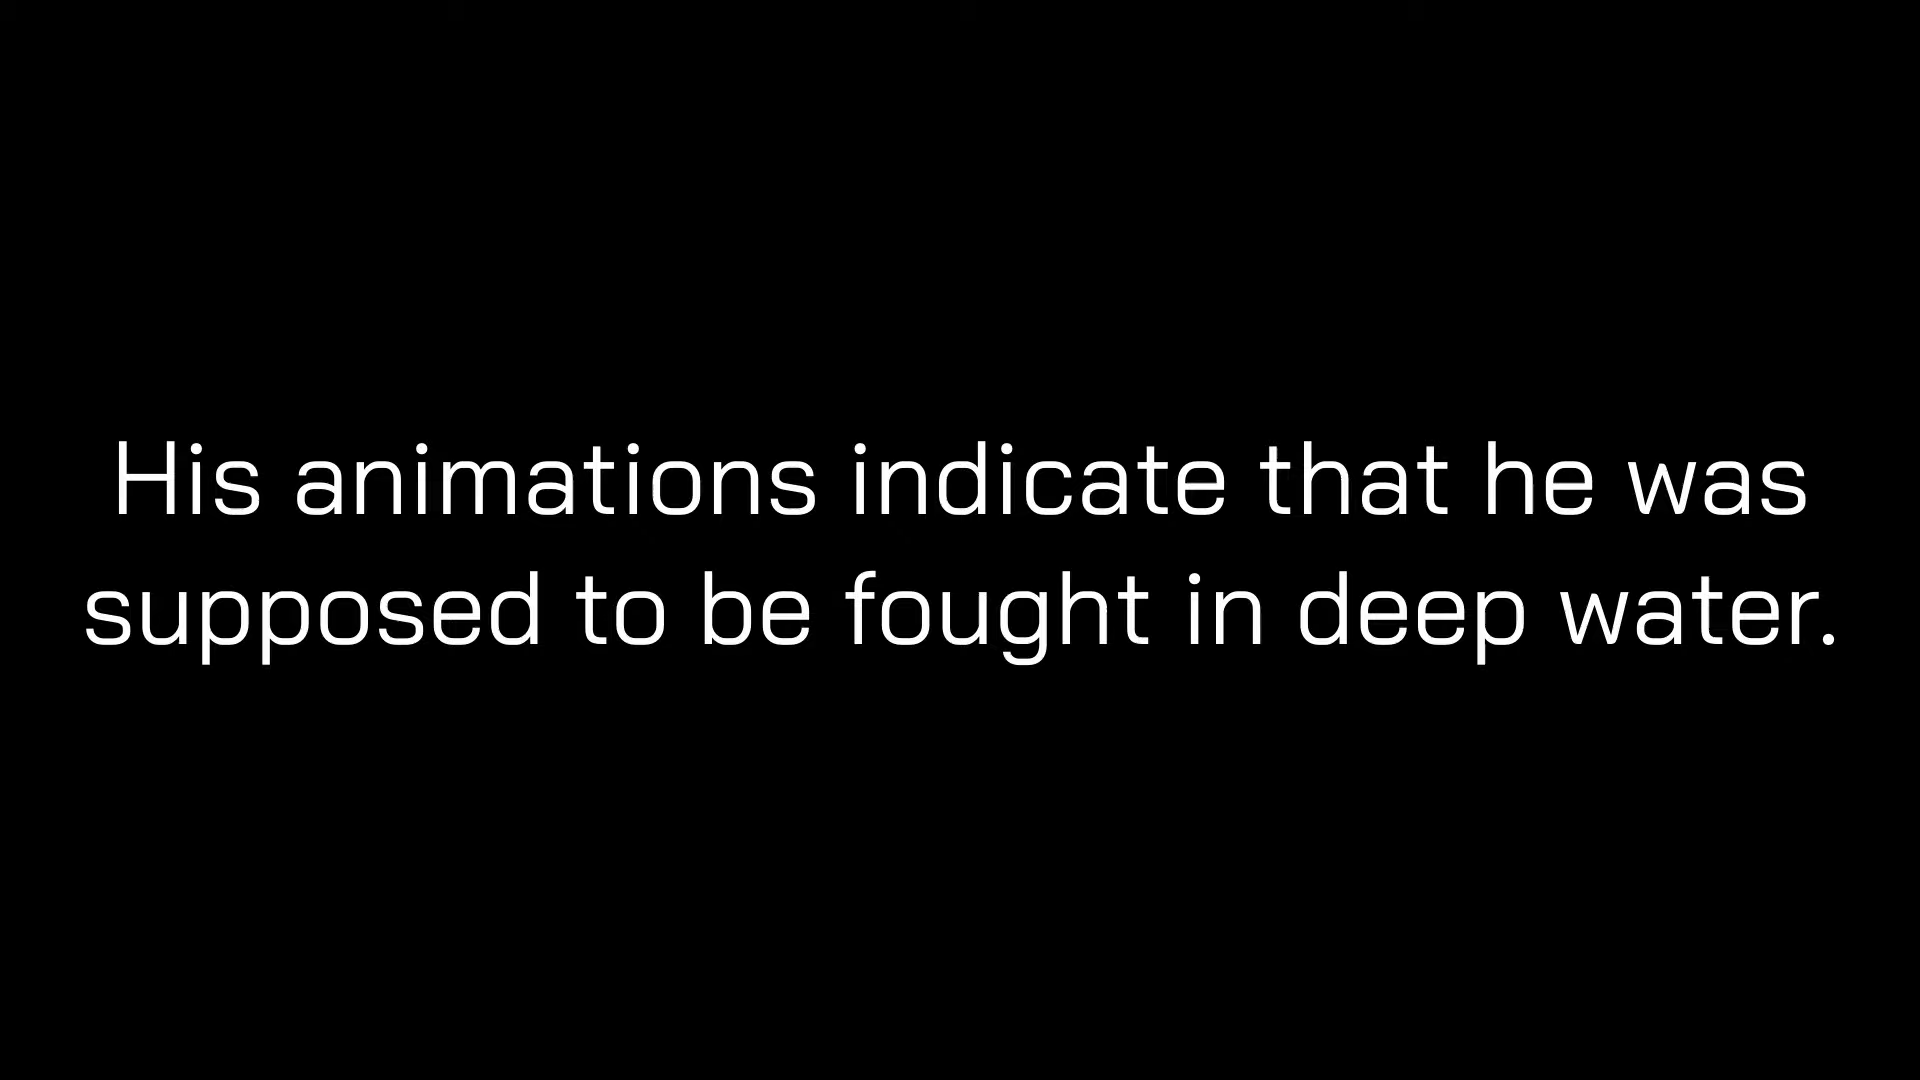 His animations indicate that he was
supposed to be fought in deep water.